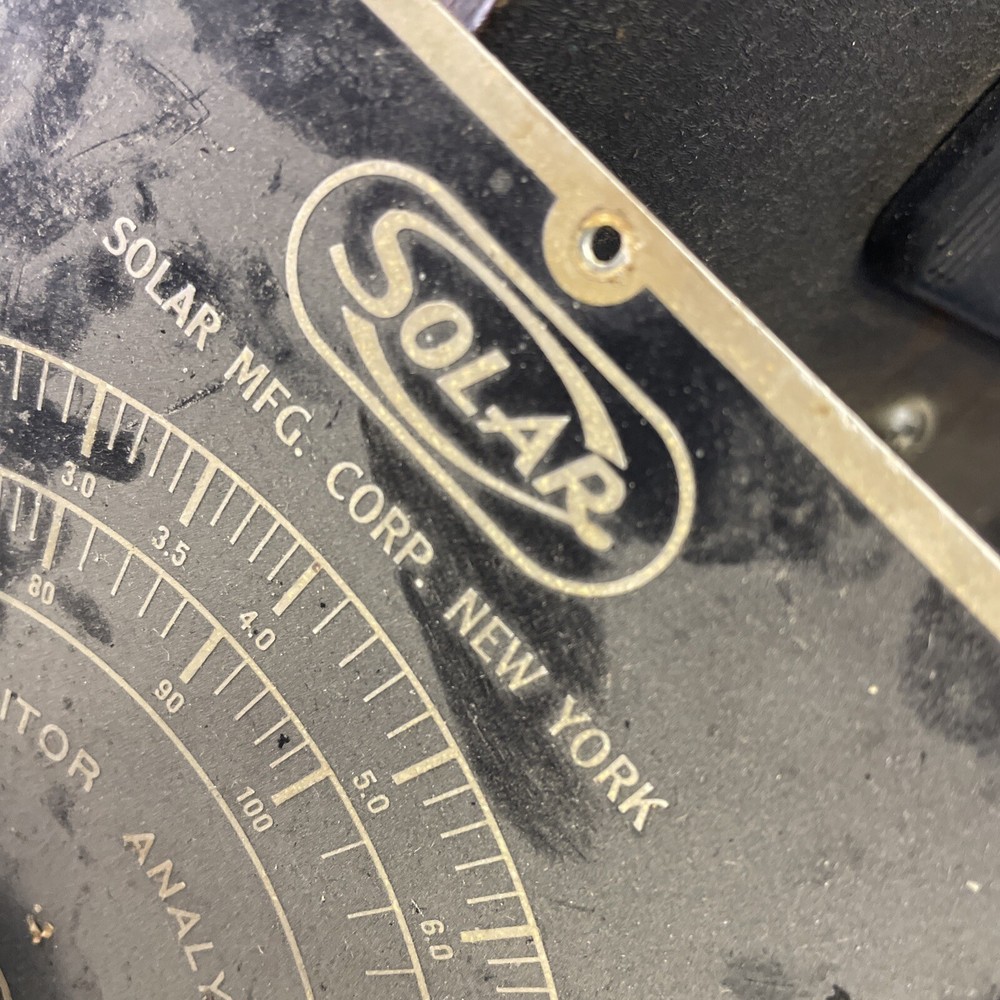 SOLAR
SOLAR MFG. CORP. NEW YORK
3.0 3.5 4.0 5.0 6.0
80 90 100
ITOR ANALY